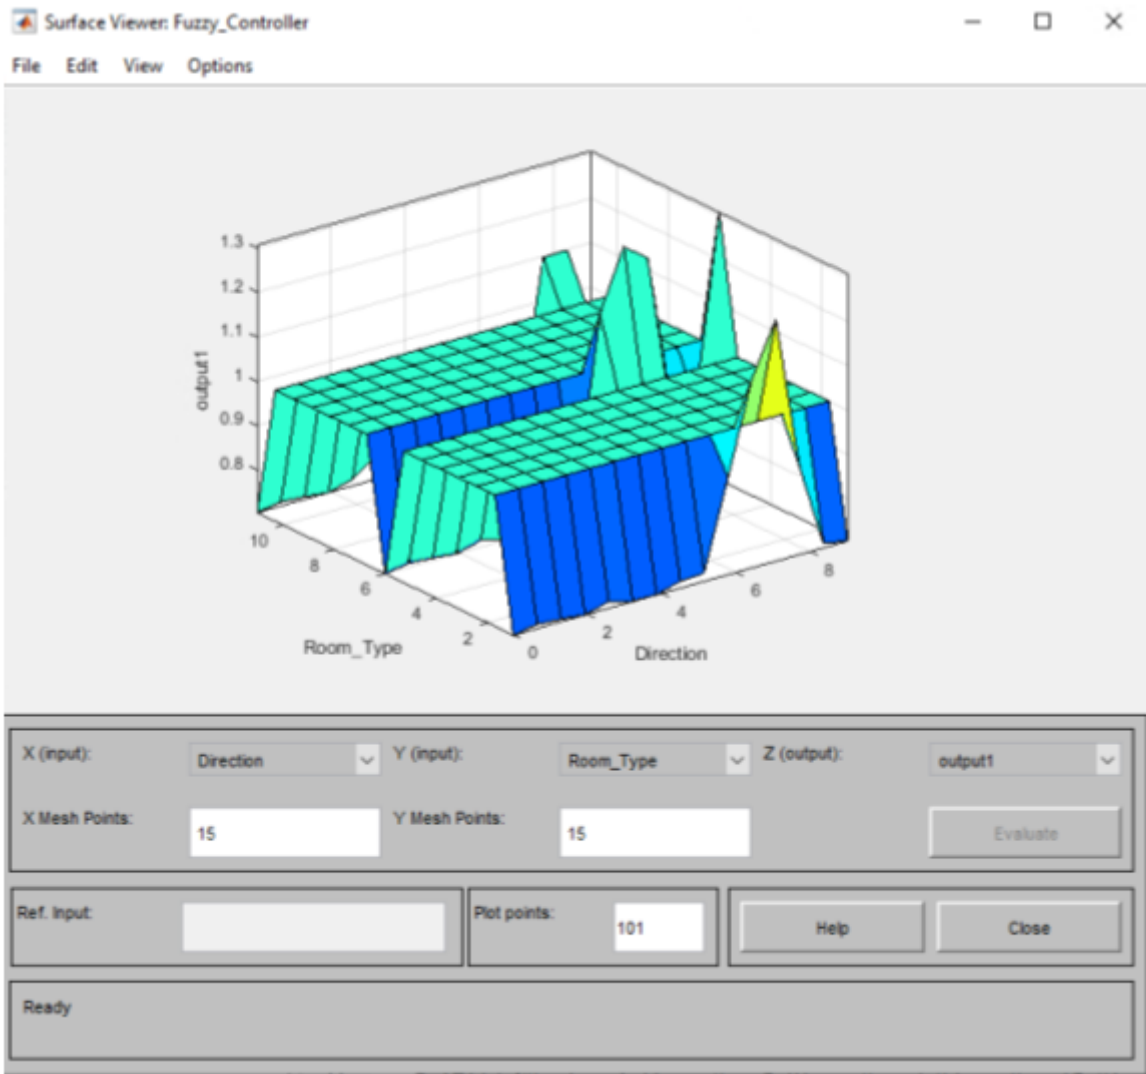 Surface Viewer: Fuzzy_Controller
File Edit View Options
1.3
1.2
1.1
1
0.9
0.8
output1
10
8
6
4
2
Room_Type
0
2
4
6
8
Direction
X (input): Direction Y (input): Room_Type Z (output): output1
X Mesh Points: 15 Y Mesh Points: 15 Evaluate
Ref. Input: Plot points: 101 Help Close
Ready